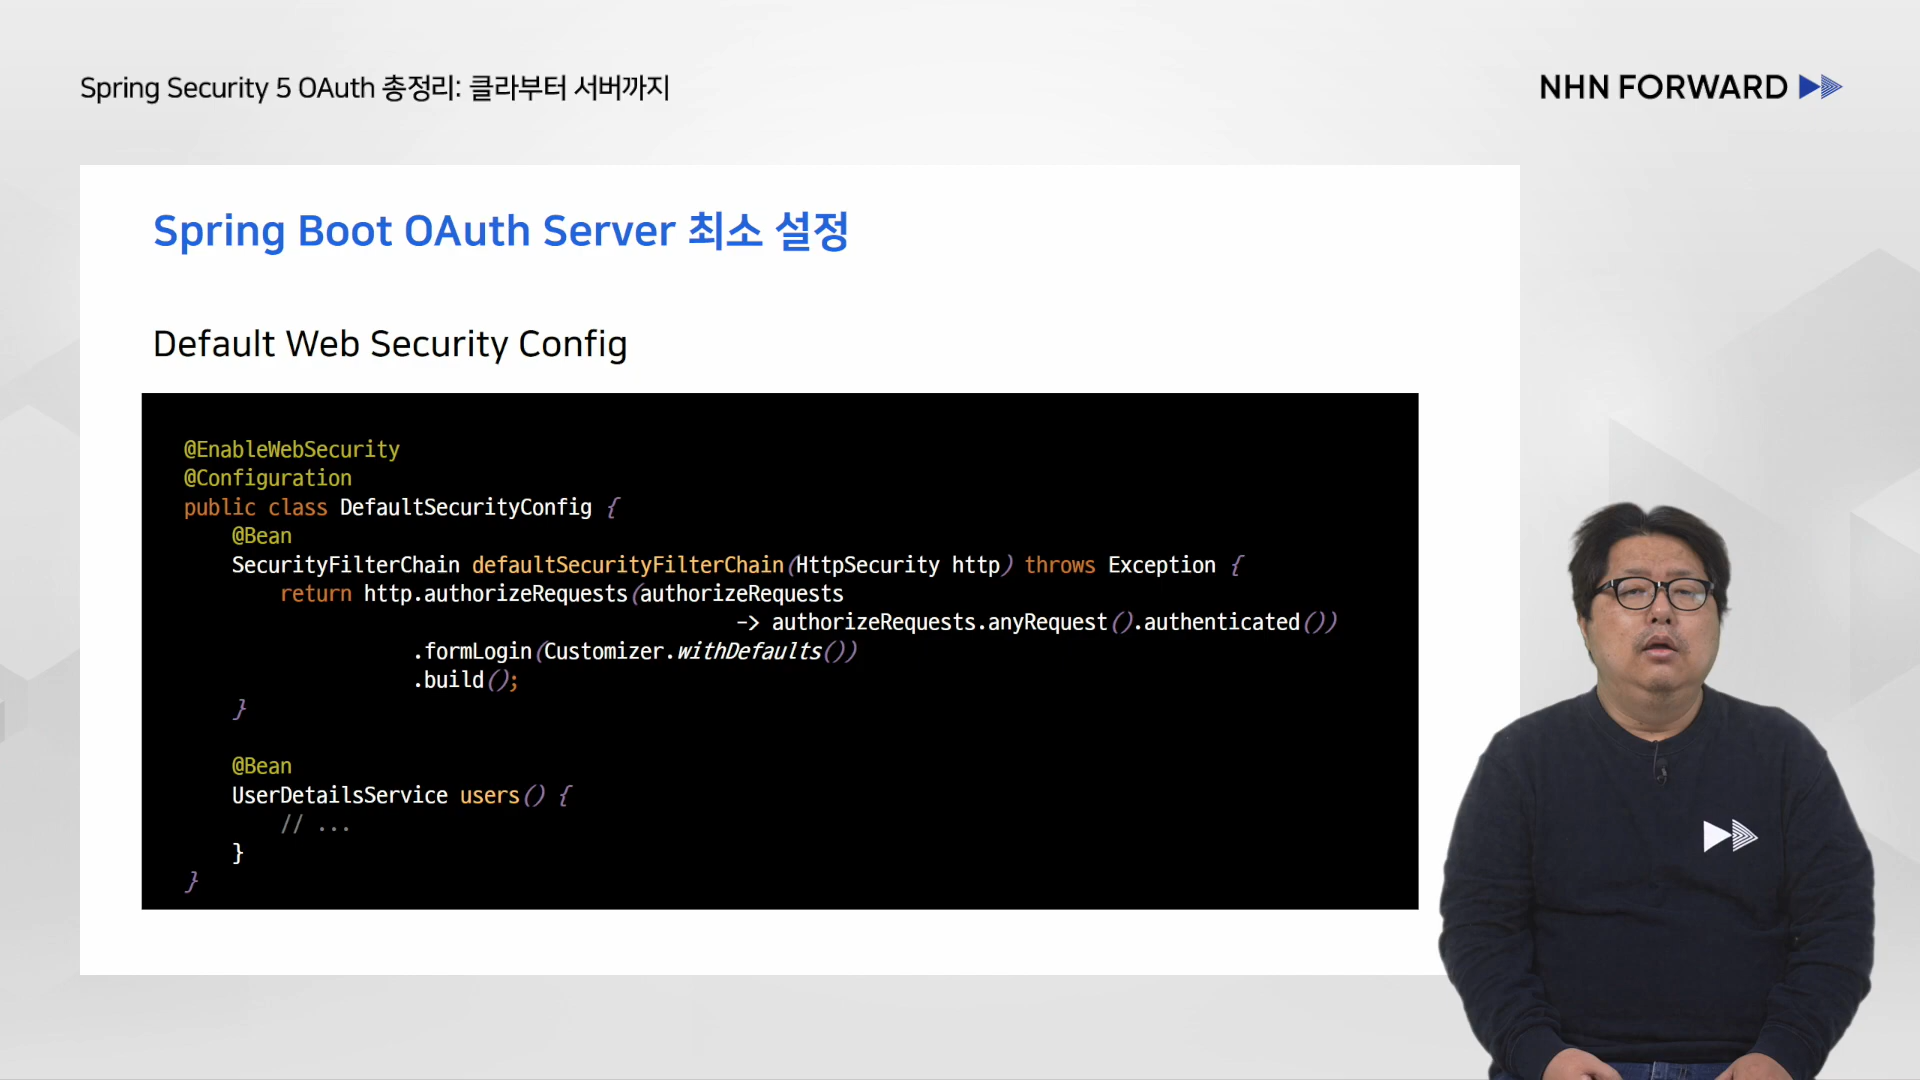 Spring Security 5 OAuth 총정리: 클라부터 서버까지
NHN FORWARD
Spring Boot OAuth Server 최소 설정
Default Web Security Config
@EnableWebSecurity
@Configuration
public class DefaultSecurityConfig {
    @Bean
    SecurityFilterChain defaultSecurityFilterChain(HttpSecurity http) throws Exception {
        return http.authorizeRequests(authorizeRequests
                                              -> authorizeRequests.anyRequest().authenticated())
                   .formLogin(Customizer.withDefaults())
                   .build();
    }
    @Bean
    UserDetailsService users() {
        // ...
    }
}